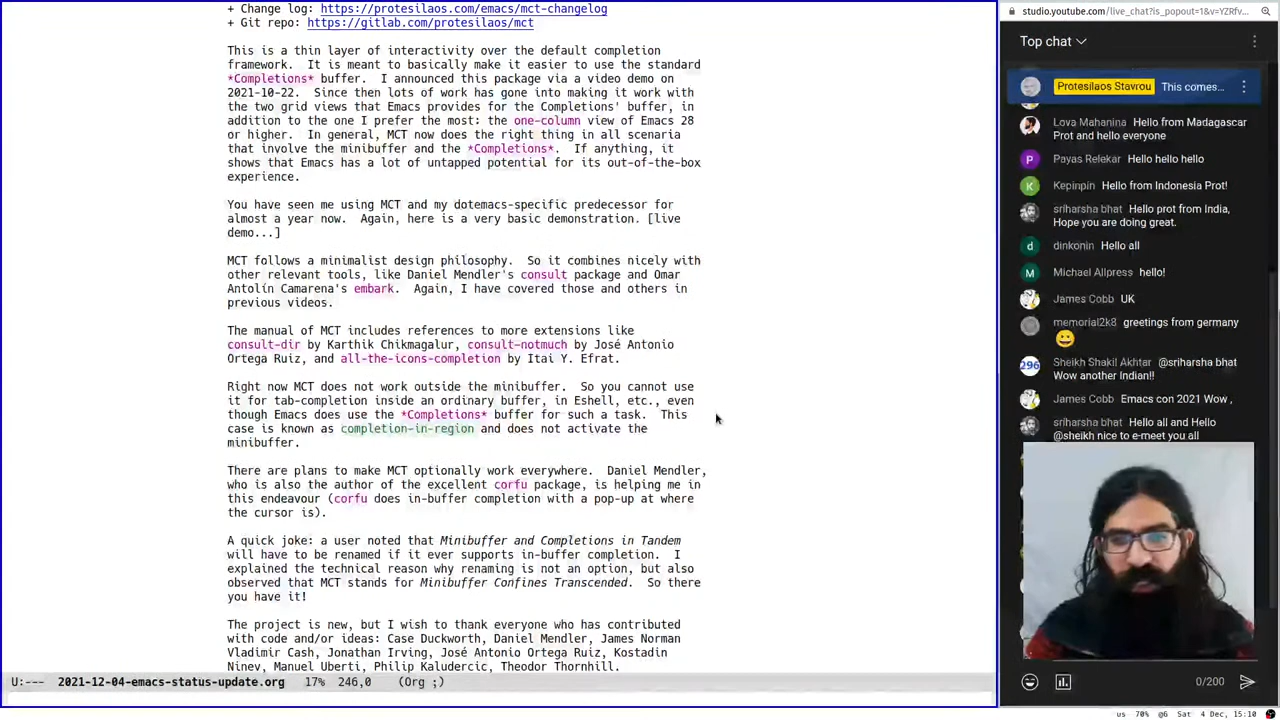 + Change log: https://protesilaos.com/emacs/mct-changelog
+ Git repo: https://gitlab.com/protesilaos/mct
This is a thin layer of interactivity over the default completion
framework.  It is meant to basically make it easier to use the standard
*Completions* buffer.  I announced this package via a video demo on
2021-10-22.  Since then lots of work has gone into making it work with
the two grid views that Emacs provides for the Completions' buffer, in
addition to the one I prefer the most: the one-column view of Emacs 28
or higher.  In general, MCT now does the right thing in all scenaria
that involve the minibuffer and the *Completions*.  If anything, it
shows that Emacs has a lot of untapped potential for its out-of-the-box
experience.
You have seen me using MCT and my dotemacs-specific predecessor for
almost a year now.  Again, here is a very basic demonstration. [live
demo...]
MCT follows a minimalist design philosophy.  So it combines nicely with
other relevant tools, like Daniel Mendler's consult package and Omar
Antolín Camarena's embark.  Again, I have covered those and others in
previous videos.
The manual of MCT includes references to more extensions like
consult-dir by Karthik Chikmagalur, consult-notmuch by José Antonio
Ortega Ruiz, and all-the-icons-completion by Itai Y. Efrat.
Right now MCT does not work outside the minibuffer.  So you cannot use
it for tab-completion inside an ordinary buffer, in Eshell, etc., even
though Emacs does use the *Completions* buffer for such a task.  This
case is known as completion-in-region and does not activate the
minibuffer.
There are plans to make MCT optionally work everywhere.  Daniel Mendler,
who is also the author of the excellent corfu package, is helping me in
this endeavour (corfu does in-buffer completion with a pop-up at where
the cursor is).
A quick joke: a user noted that Minibuffer and Completions in Tandem
will have to be renamed if it ever supports in-buffer completion.  I
explained the technical reason why renaming is not an option, but also
observed that MCT stands for Minibuffer Confines Transcended.  So there
you have it!
The project is new, but I wish to thank everyone who has contributed
with code and/or ideas: Case Duckworth, Daniel Mendler, James Norman
Vladimir Cash, Jonathan Irving, José Antonio Ortega Ruiz, Kostadin
Ninev, Manuel Uberti, Philip Kaludercic, Theodor Thornhill.
U:--- 2021-12-04-emacs-status-update.org 17% 246,0 (Org ;)
studio.youtube.com/live_chat?is_popout=1&v=YZRfv...
Top chat
Protesilaos Stavrou This comes...
Lova Mahanina Hello from Madagascar
Prot and hello everyone
P Payas Relekar Hello hello hello
K Kepinpin Hello from Indonesia Prot!
sriharsha bhat Hello prot from India,
Hope you are doing great.
d dinkonin Hello all
M Michael Allpress hello!
James Cobb UK
memorial2k8 greetings from germany
296 Sheikh Shakil Akhtar @sriharsha bhat
Wow another Indian!!
James Cobb Emacs con 2021 Wow ,
sriharsha bhat Hello all and Hello
@sheikh nice to e-meet you all
0/200
us 70% @6 Sat 4 Dec, 15:10